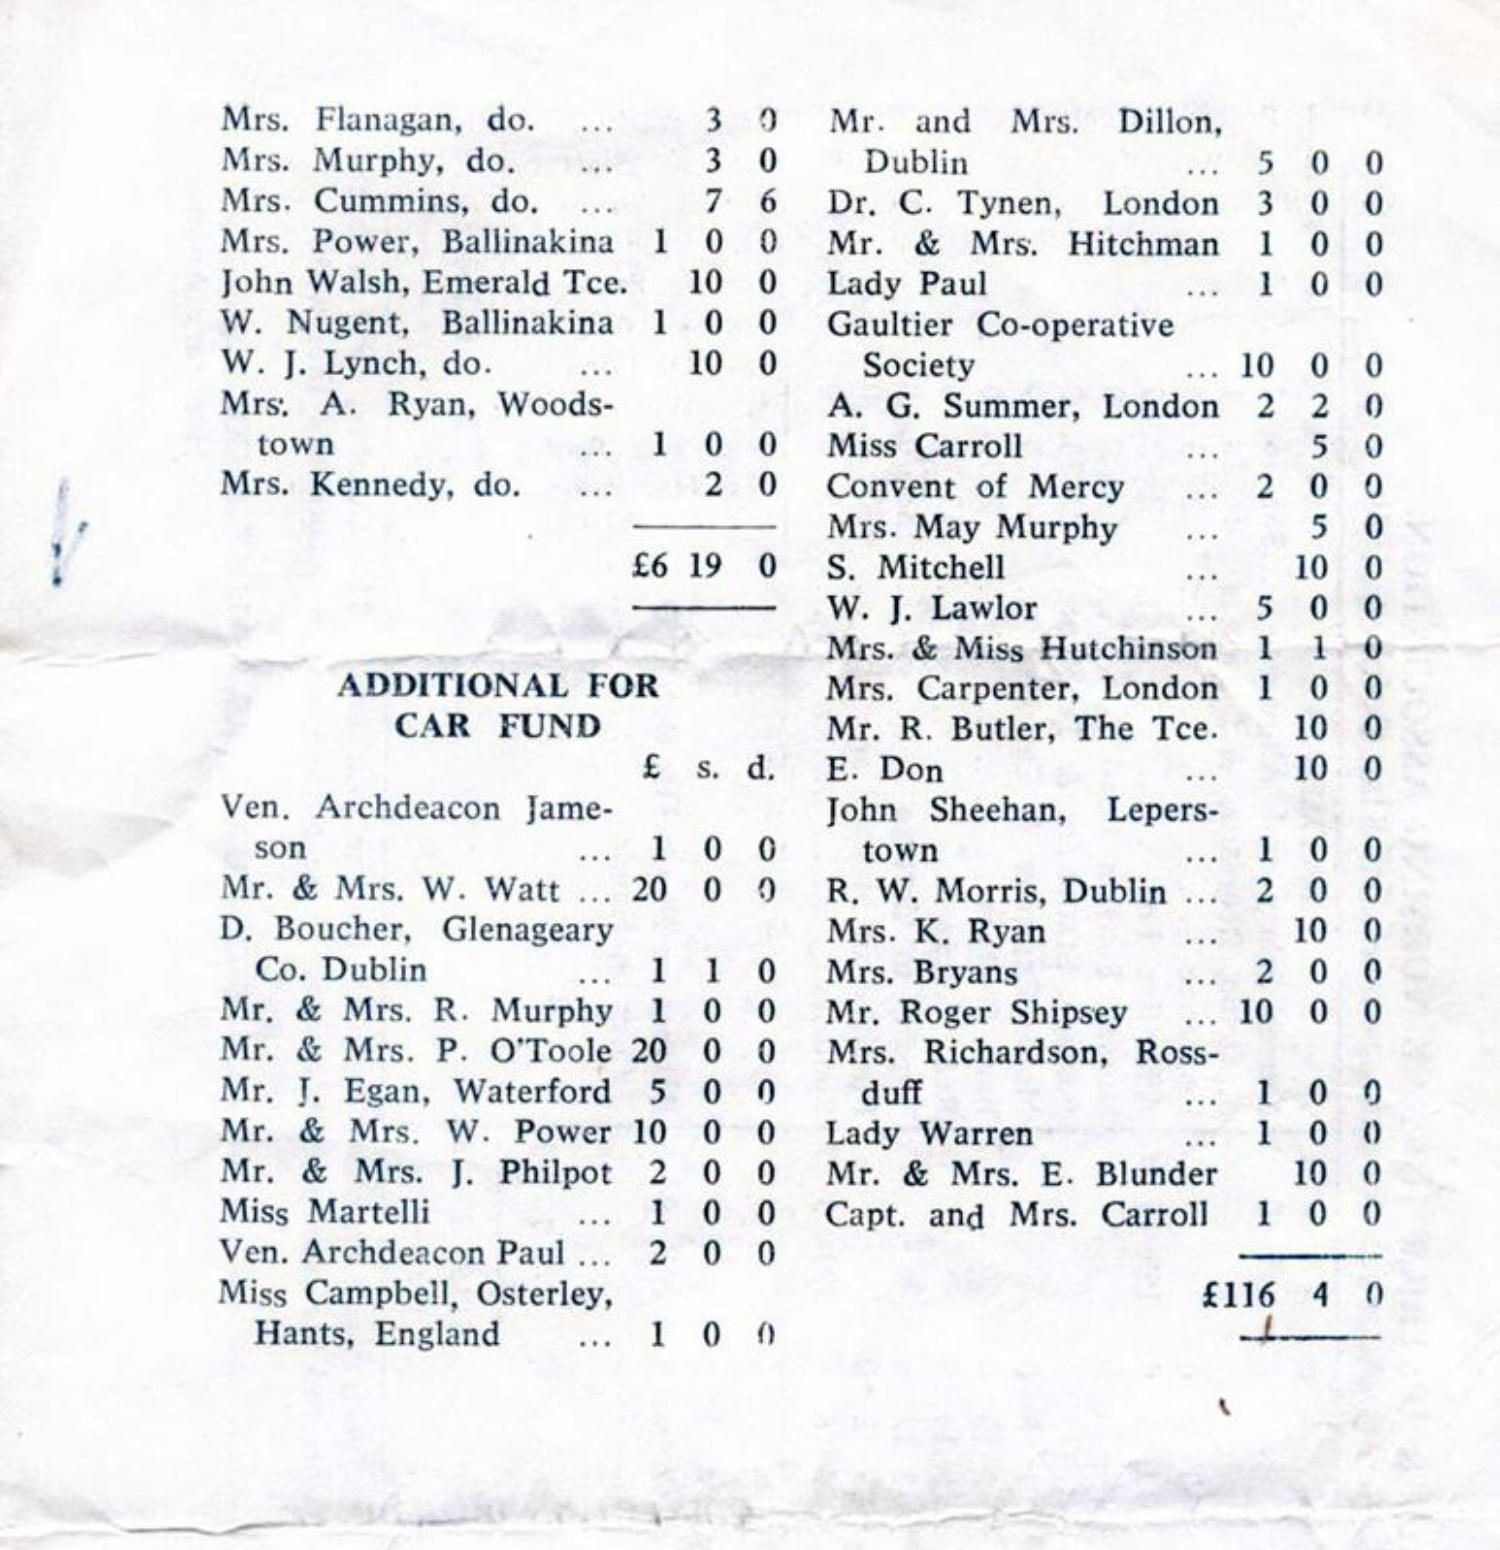 Mrs. Flanagan, do. ... 3 0
Mrs. Murphy, do. ... 3 0
Mrs. Cummins, do. ... 7 6
Mrs. Power, Ballinakina 1 0 0
John Walsh, Emerald Tce. 10 0
W. Nugent, Ballinakina 1 0 0
W. J. Lynch, do. ... 10 0
Mrs. A. Ryan, Woods-
town ... 1 0 0
Mrs. Kennedy, do. ... 2 0
£6 19 0
ADDITIONAL FOR
CAR FUND
£ s. d.
Ven. Archdeacon Jame-
son ... 1 0 0
Mr. & Mrs. W. Watt ... 20 0 0
D. Boucher, Glenageary
Co. Dublin ... 1 1 0
Mr. & Mrs. R. Murphy 1 0 0
Mr. & Mrs. P. O'Toole 20 0 0
Mr. J. Egan, Waterford 5 0 0
Mr. & Mrs. W. Power 10 0 0
Mr. & Mrs. J. Philpot 2 0 0
Miss Martelli ... 1 0 0
Ven. Archdeacon Paul ... 2 0 0
Miss Campbell, Osterley,
Hants, England ... 1 0 0
Mr. and Mrs. Dillon,
Dublin ... 5 0 0
Dr. C. Tynen, London 3 0 0
Mr. & Mrs. Hitchman 1 0 0
Lady Paul ... 1 0 0
Gaultier Co-operative
Society ... 10 0 0
A. G. Summer, London 2 2 0
Miss Carroll ... 5 0
Convent of Mercy ... 2 0 0
Mrs. May Murphy ... 5 0
S. Mitchell ... 10 0
W. J. Lawlor ... 5 0 0
Mrs. & Miss Hutchinson 1 1 0
Mrs. Carpenter, London 1 0 0
Mr. R. Butler, The Tce. 10 0
E. Don ... 10 0
John Sheehan, Lepers-
town ... 1 0 0
R. W. Morris, Dublin ... 2 0 0
Mrs. K. Ryan ... 10 0
Mrs. Bryans ... 2 0 0
Mr. Roger Shipsey ... 10 0 0
Mrs. Richardson, Ross-
duff ... 1 0 0
Lady Warren ... 1 0 0
Mr. & Mrs. E. Blunder 10 0
Capt. and Mrs. Carroll 1 0 0
£116 4 0